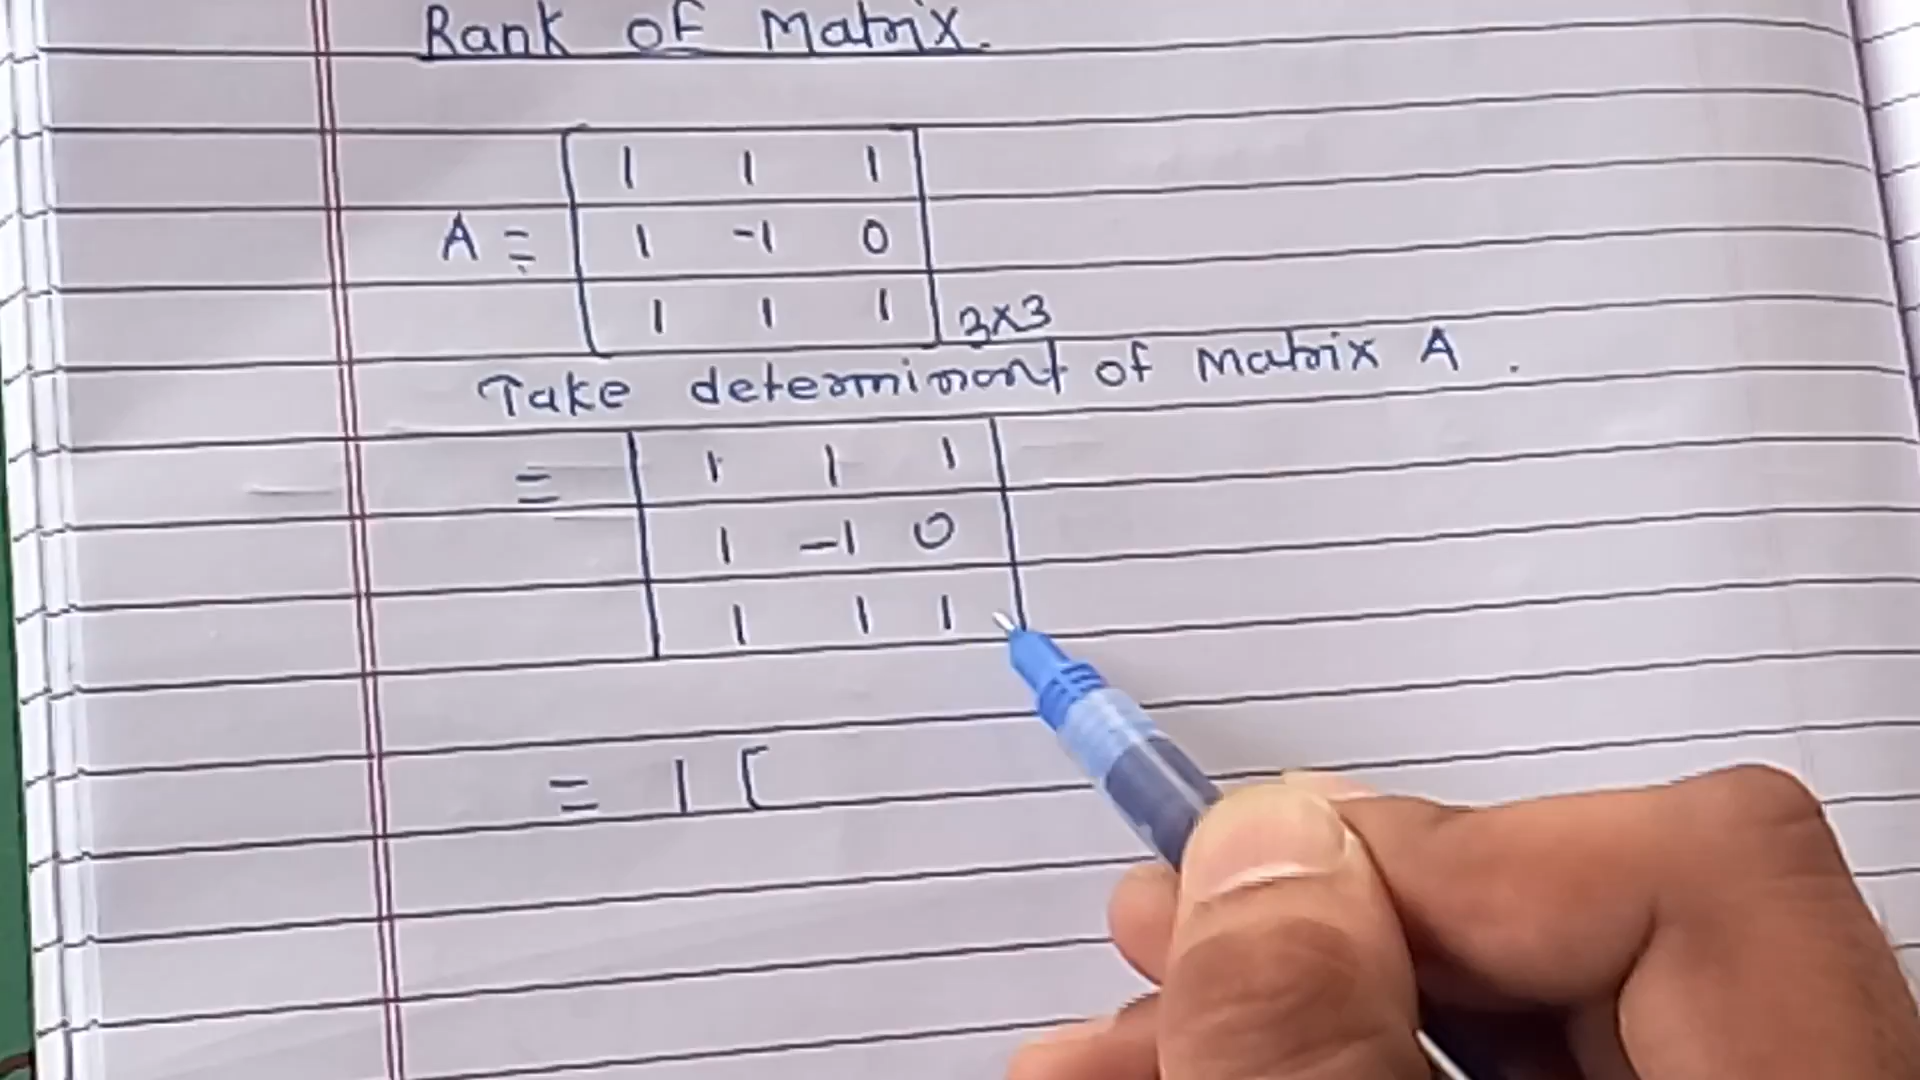 Rank of Matrix.
1 1 1
A = 1 -1 0
1 1 1 3x3
Take determinant of Matrix A .
= 1 1 1
1 -1 0
1 1 1
= 1 [